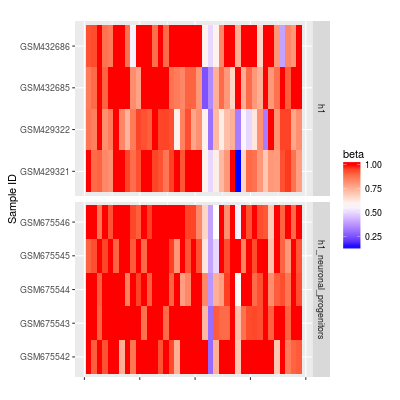 Sample ID
GSM432686
GSM432685
GSM429322
GSM429321
h1
GSM675546
GSM675545
GSM675544
GSM675543
GSM675542
h1_neuronal_progenitors
beta
1.00
0.75
0.50
0.25